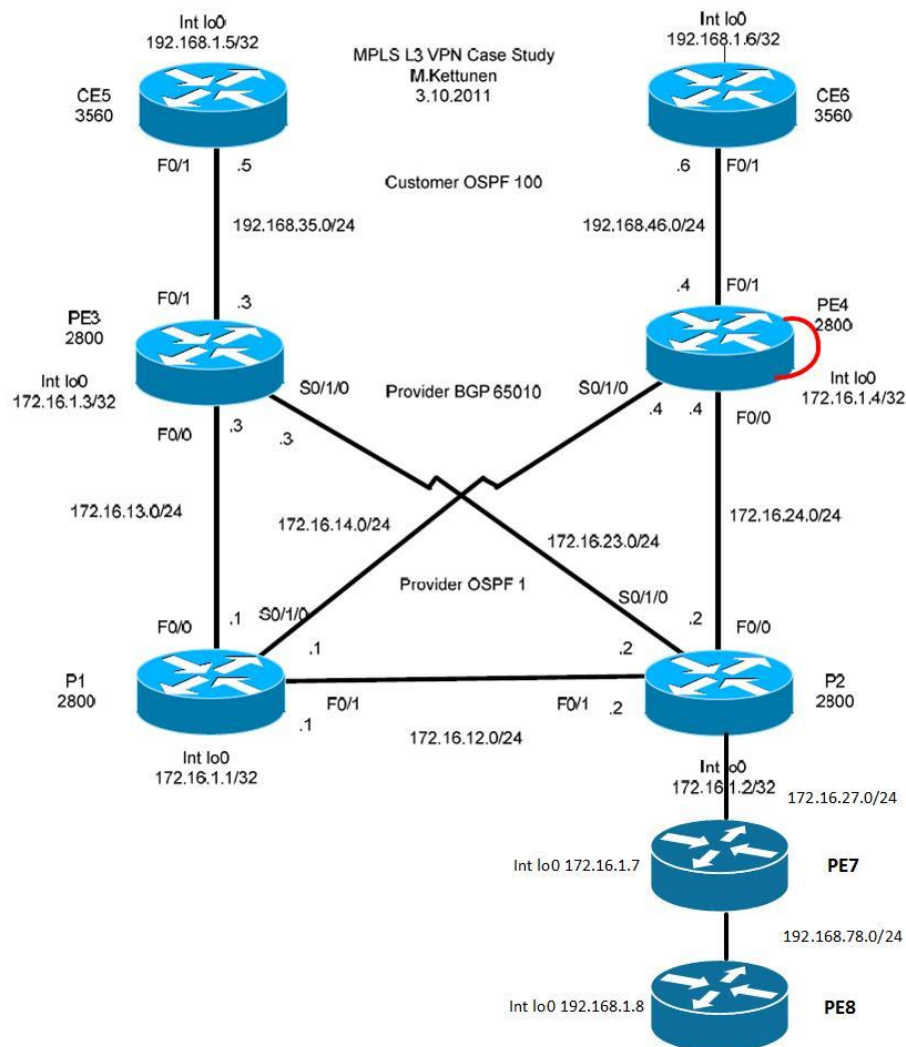 Int lo0
192.168.1.5/32
Int lo0
192.168.1.6/32
MPLS L3 VPN Case Study
M.Kettunen
3.10.2011
CE5
3560
CE6
3560
F0/1
.5
.6
F0/1
Customer OSPF 100
192.168.35.0/24
192.168.46.0/24
F0/1
.3
.4
F0/1
PE3
2800
PE4
2800
Int lo0
172.16.1.3/32
S0/1/0
Provider BGP 65010
S0/1/0
Int lo0
172.16.1.4/32
F0/0
.3
.3
.4
.4
F0/0
172.16.13.0/24
172.16.14.0/24
172.16.23.0/24
172.16.24.0/24
Provider OSPF 1
F0/0
.1
S0/1/0
.1
S0/1/0
.2
.2
F0/0
P1
2800
P2
2800
.1
F0/1
F0/1
.2
172.16.12.0/24
Int lo0
172.16.1.1/32
Int lo0
172.16.1.2/32
172.16.27.0/24
Int lo0 172.16.1.7
PE7
192.168.78.0/24
Int lo0 192.168.1.8
PE8